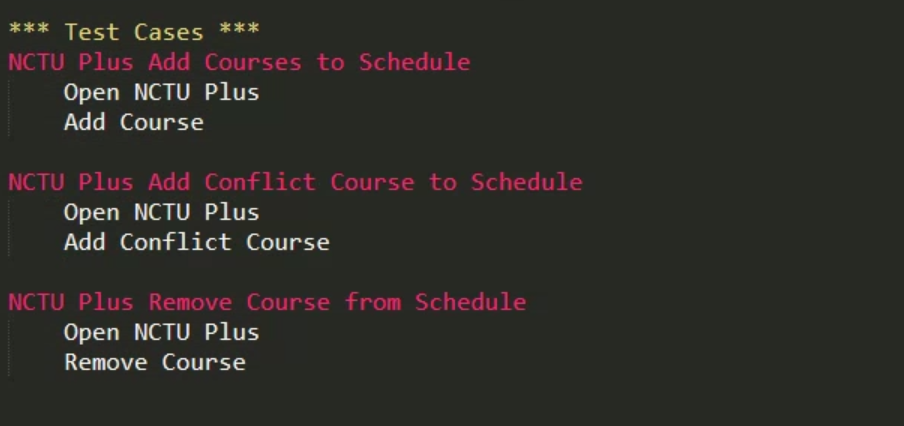 *** Test Cases ***
NCTU Plus Add Courses to Schedule
Open NCTU Plus
Add Course
NCTU Plus Add Conflict Course to Schedule
Open NCTU Plus
Add Conflict Course
NCTU Plus Remove Course from Schedule
Open NCTU Plus
Remove Course